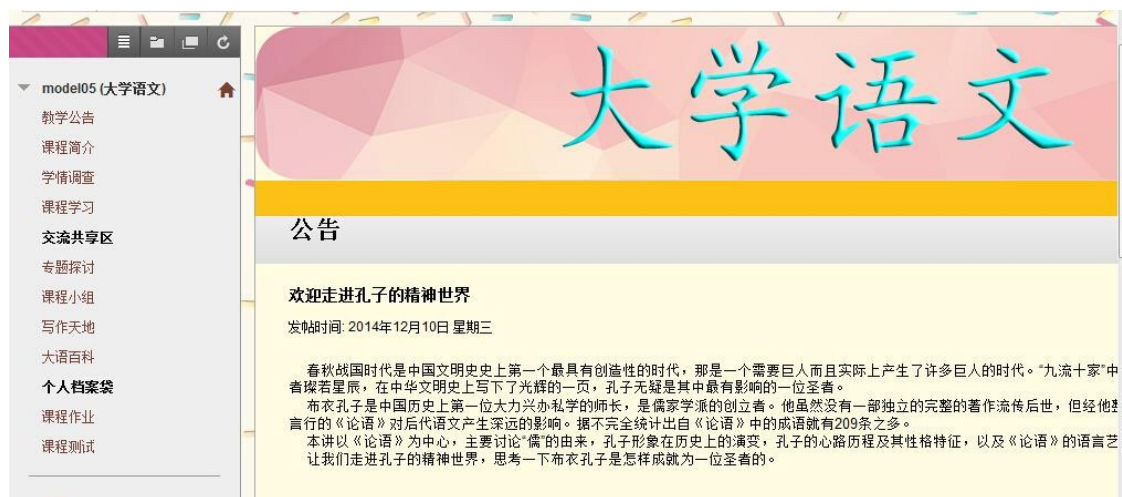 model05 (大学语文)
教学公告
课程简介
学情调查
课程学习
交流共享区
专题探讨
课程小组
写作天地
大语百科
个人档案袋
课程作业
课程测试
大学语文
公告
欢迎走进孔子的精神世界
发帖时间: 2014年12月10日 星期三
春秋战国时代是中国文明史史上第一个最具有创造性的时代，那是一个需要巨人而且实际上产生了许多巨人的时代。“九流十家”中
者璨若星辰，在中华文明史上写下了光辉的一页，孔子无疑是其中最有影响的一位圣者。
布衣孔子是中国历史上第一位大力兴办私学的师长，是儒家学派的创立者。他虽然没有一部独立的完整的著作流传后世，但经他
言行的《论语》对后代语文产生深远的影响。据不完全统计出自《论语》中的成语就有209条之多。
本讲以《论语》为中心，主要讨论“儒”的由来，孔子形象在历史上的演变，孔子的心路历程及其性格特征，以及《论语》的语言艺
让我们走进孔子的精神世界，思考一下布衣孔子是怎样成就为一位圣者的。